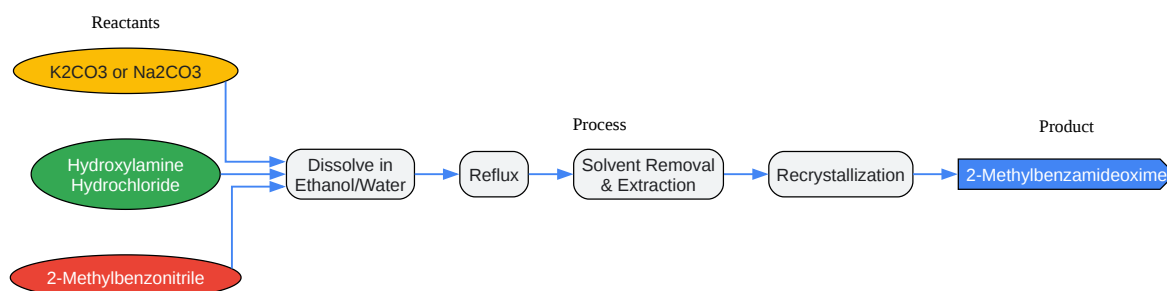 Reactants
K2CO3 or Na2CO3
Hydroxylamine
Hydrochloride
2-Methylbenzonitrile
Process
Dissolve in
Ethanol/Water
Reflux
Solvent Removal
& Extraction
Recrystallization
Product
2-Methylbenzamideoxime